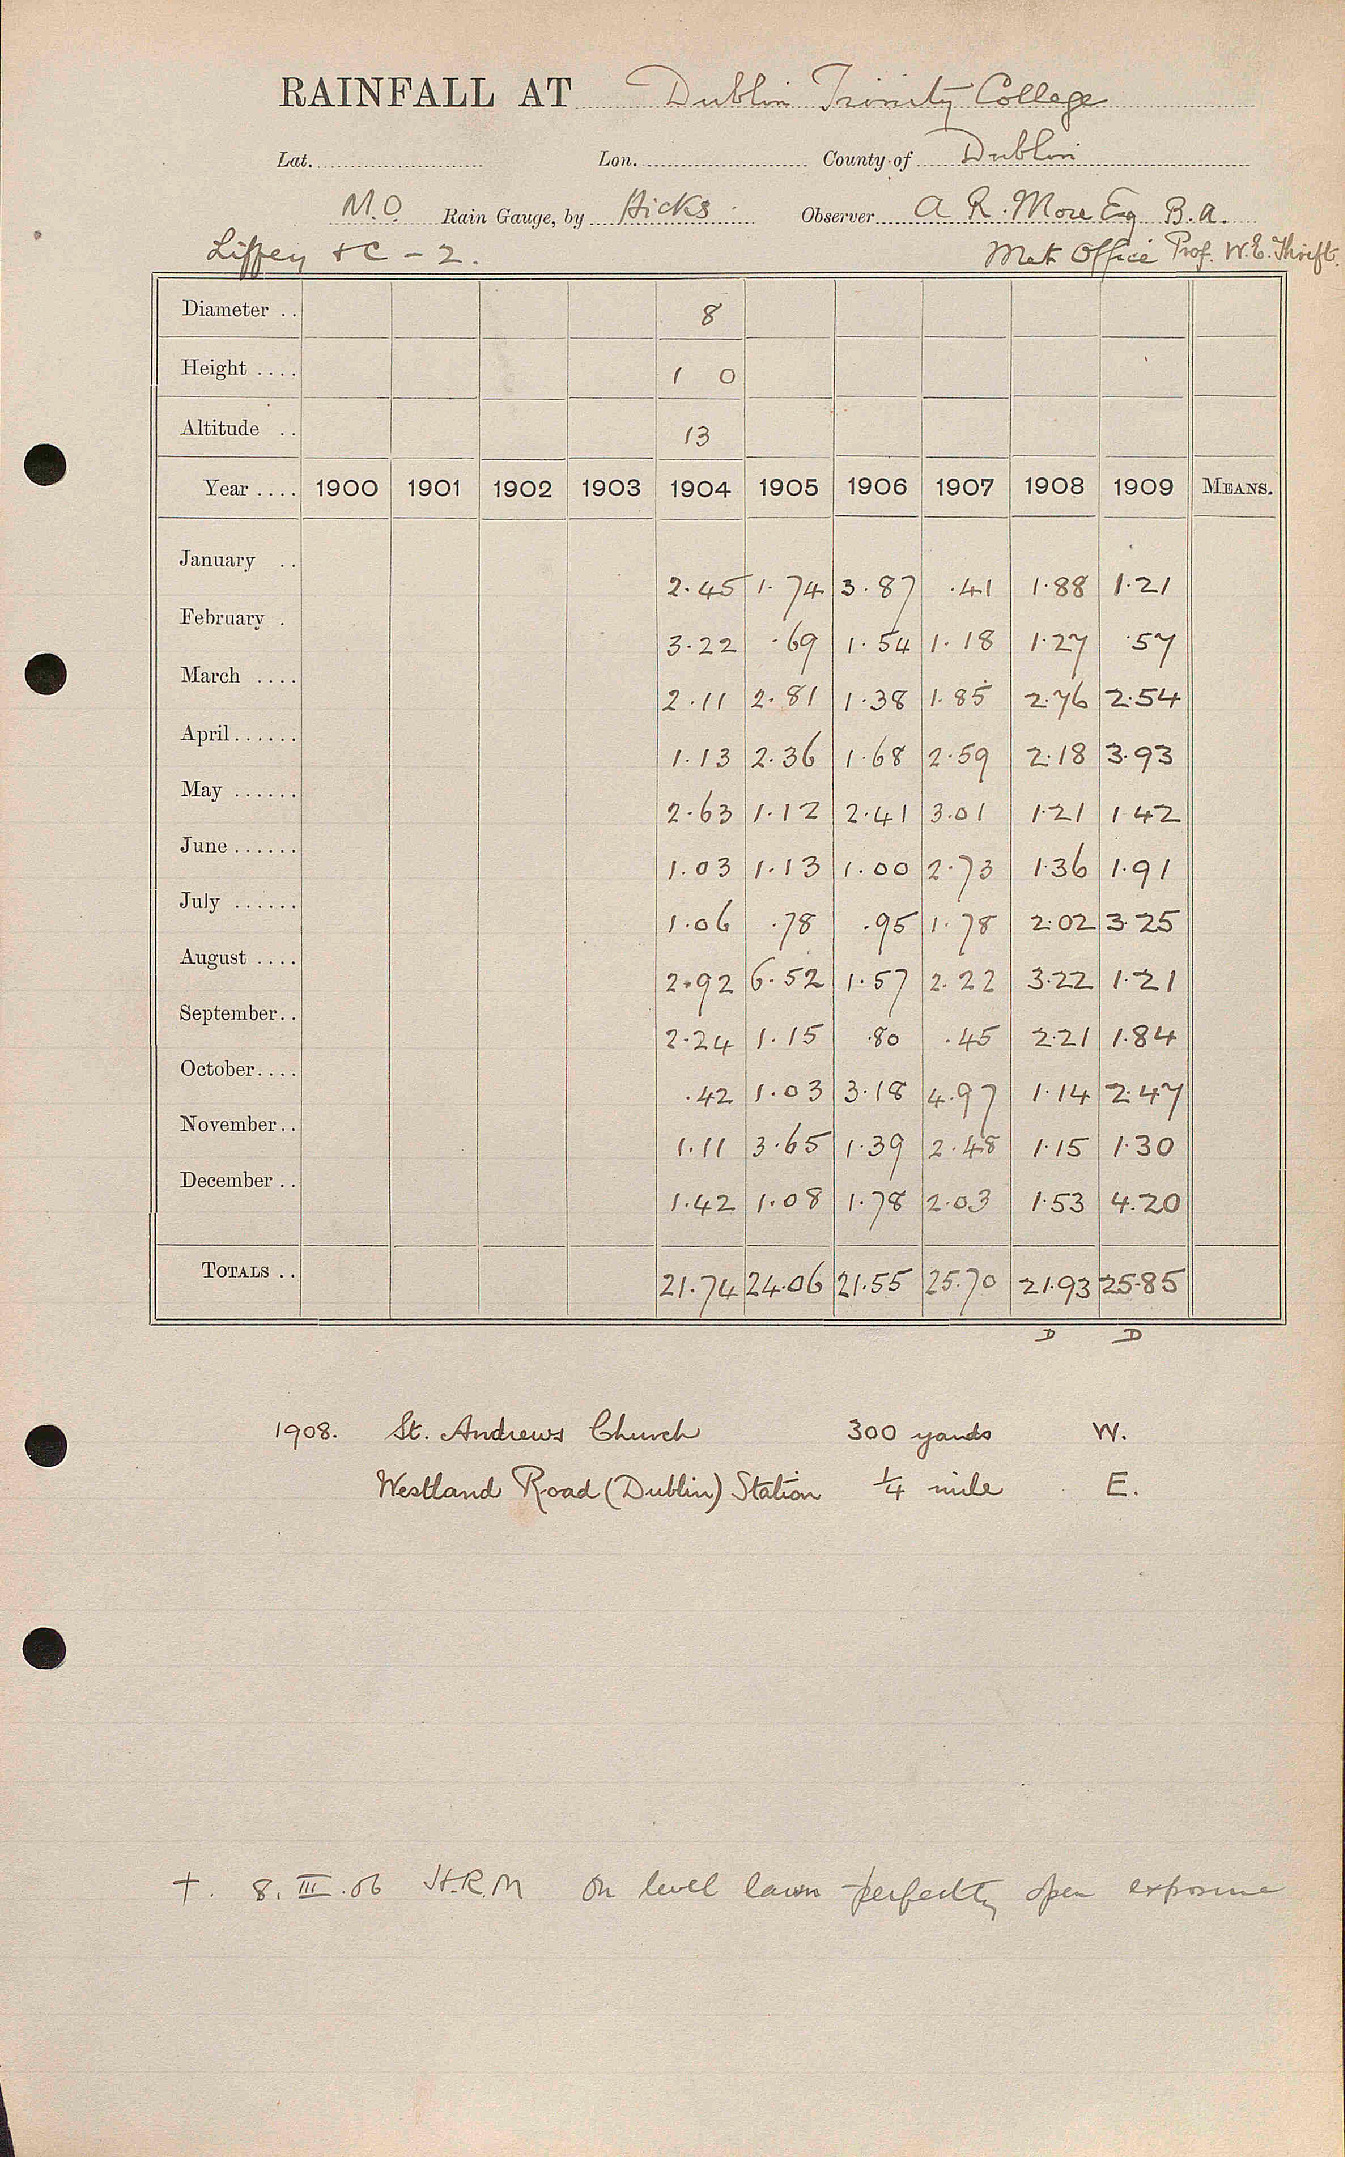 RAINFALL AT Dublin Trinity College
Lat. Lon. County of Dublin
M.O. Rain Gauge, by Hicks Observer A R. More Esq B.A.
Liffey & C – 2. Met Office Prof. W.E. Thrift.
Diameter .. 8
Height .... 1 0
Altitude .. 13
Year .... 1900 1901 1902 1903 1904 1905 1906 1907 1908 1909 MEANS.
January .. 2.45 1.74 3.87 .41 1.88 1.21
February . 3.22 .69 1.54 1.18 1.27 .57
March .... 2.11 2.81 1.38 1.85 2.76 2.54
April...... 1.13 2.36 1.68 2.59 2.18 3.93
May ...... 2.63 1.12 2.41 3.01 1.21 1.42
June...... 1.03 1.13 1.00 2.73 1.36 1.91
July ...... 1.06 .78 .95 1.78 2.02 3.25
August .... 2.92 6.52 1.57 2.22 3.22 1.21
September.. 2.24 1.15 .80 .45 2.21 1.84
October.... .42 1.03 3.18 4.97 1.14 2.47
November.. 1.11 3.65 1.39 2.48 1.15 1.30
December .. 1.42 1.08 1.78 2.03 1.53 4.20
TOTALS .. 21.74 24.06 21.55 25.70 21.93 25.85
D D
1908. St. Andrews Church 300 yards W.
Westland Road (Dublin) Station 1/4 mile E.
†. 8. III. 06 H.R.M On level lawn perfectly open exposure